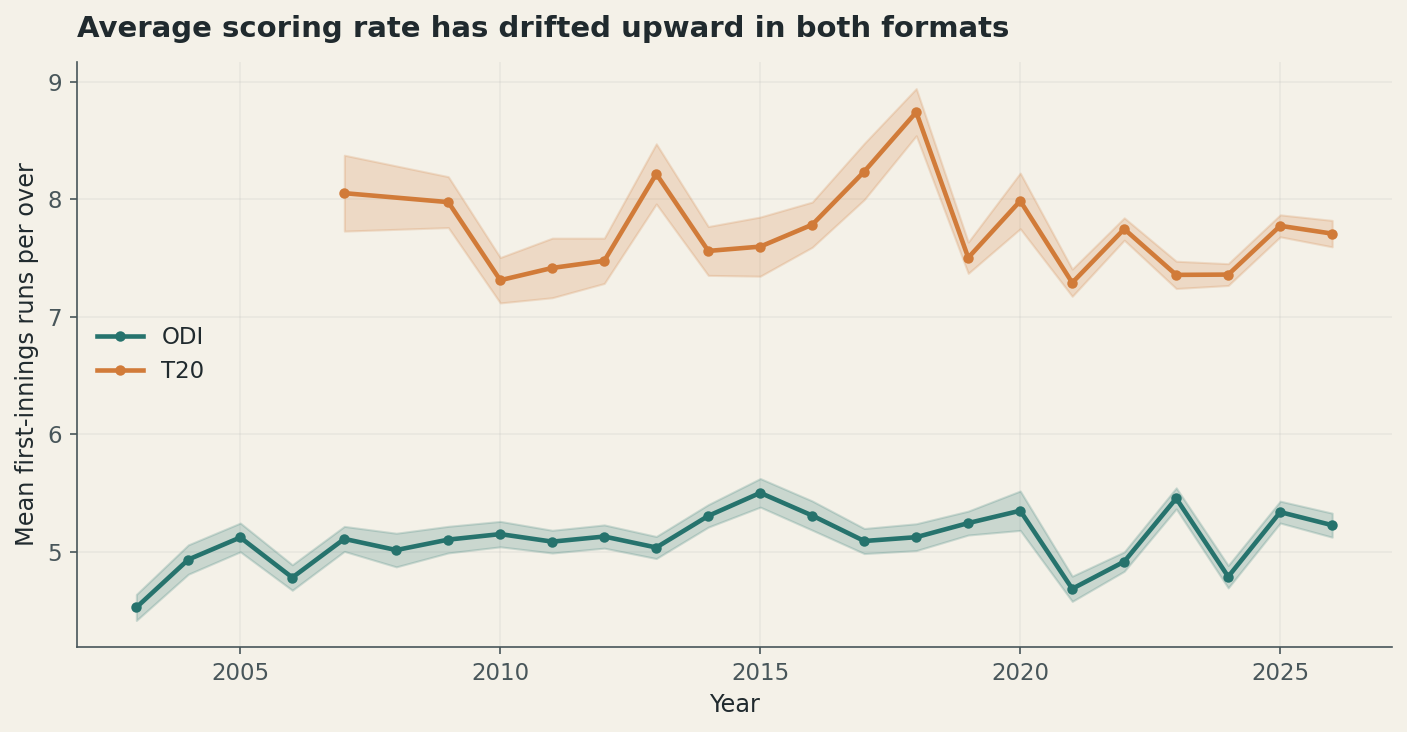 Average scoring rate has drifted upward in both formats
Mean first-innings runs per over
9
8
7
6
5
ODI
T20
2005
2010
2015
2020
2025
Year